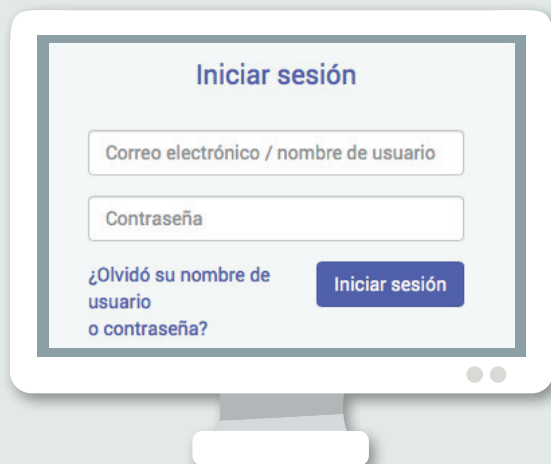 Iniciar sesión
Correo electrónico / nombre de usuario
Contraseña
¿Olvidó su nombre de
usuario
o contraseña?
Iniciar sesión